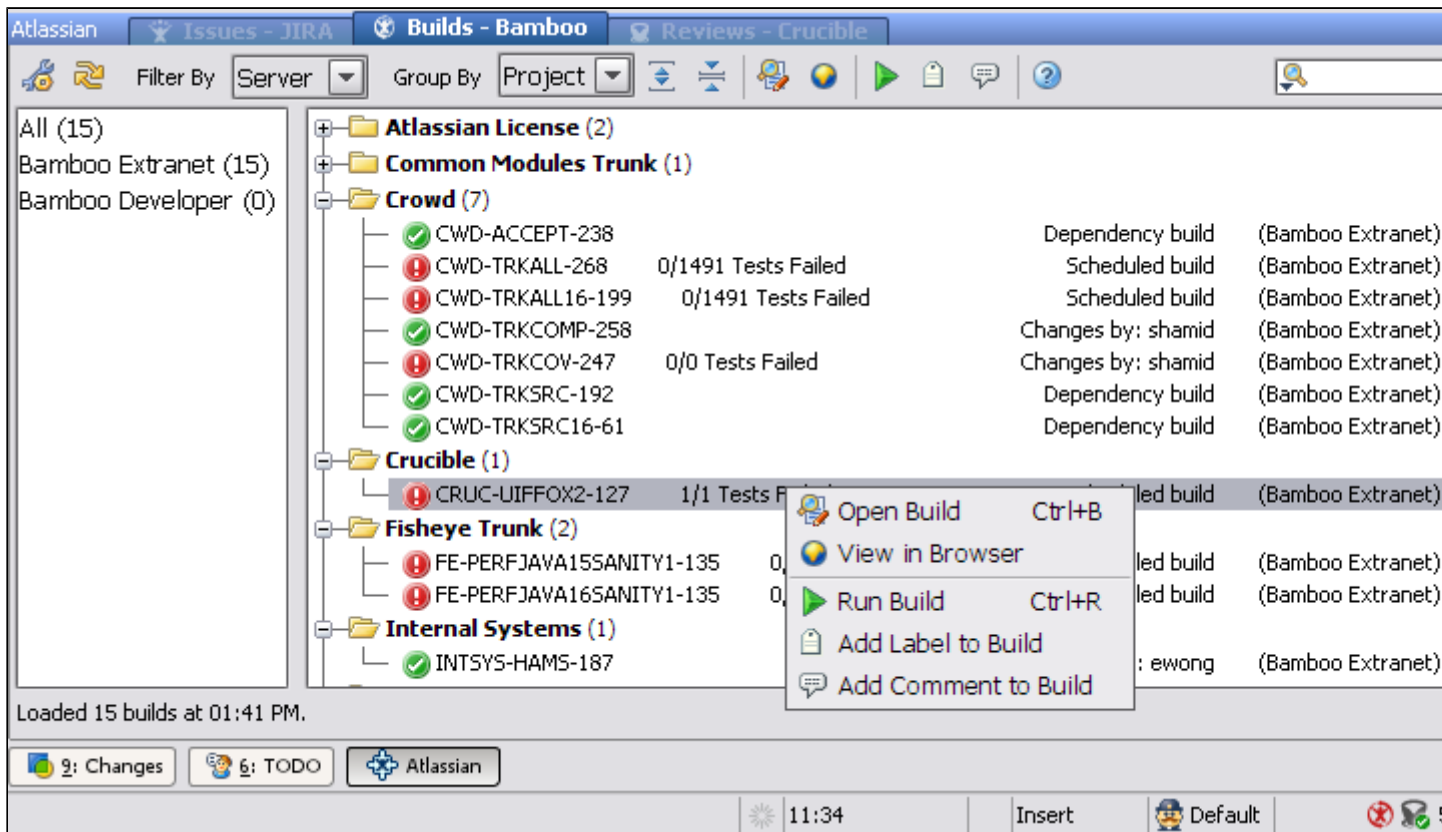 Atlassian Issues - JIRA Builds - Bamboo Reviews - Crucible
Filter By Server Group By Project
All (15)
Bamboo Extranet (15)
Bamboo Developer (0)
Atlassian License (2)
Common Modules Trunk (1)
Crowd (7)
CWD-ACCEPT-238 Dependency build (Bamboo Extranet)
CWD-TRKALL-268 0/1491 Tests Failed Scheduled build (Bamboo Extranet)
CWD-TRKALL16-199 0/1491 Tests Failed Scheduled build (Bamboo Extranet)
CWD-TRKCOMP-258 Changes by: shamid (Bamboo Extranet)
CWD-TRKCOV-247 0/0 Tests Failed Changes by: shamid (Bamboo Extranet)
CWD-TRKSRC-192 Dependency build (Bamboo Extranet)
CWD-TRKSRC16-61 Dependency build (Bamboo Extranet)
Crucible (1)
CRUC-UIFFOX2-127 1/1 Tests F led build (Bamboo Extranet)
Fisheye Trunk (2)
FE-PERFJAVA15SANITY1-135 0 led build (Bamboo Extranet)
FE-PERFJAVA16SANITY1-135 0 led build (Bamboo Extranet)
Internal Systems (1)
INTSYS-HAMS-187 : ewong (Bamboo Extranet)
Open Build Ctrl+B
View in Browser
Run Build Ctrl+R
Add Label to Build
Add Comment to Build
Loaded 15 builds at 01:41 PM.
9: Changes 6: TODO Atlassian
11:34 Insert Default